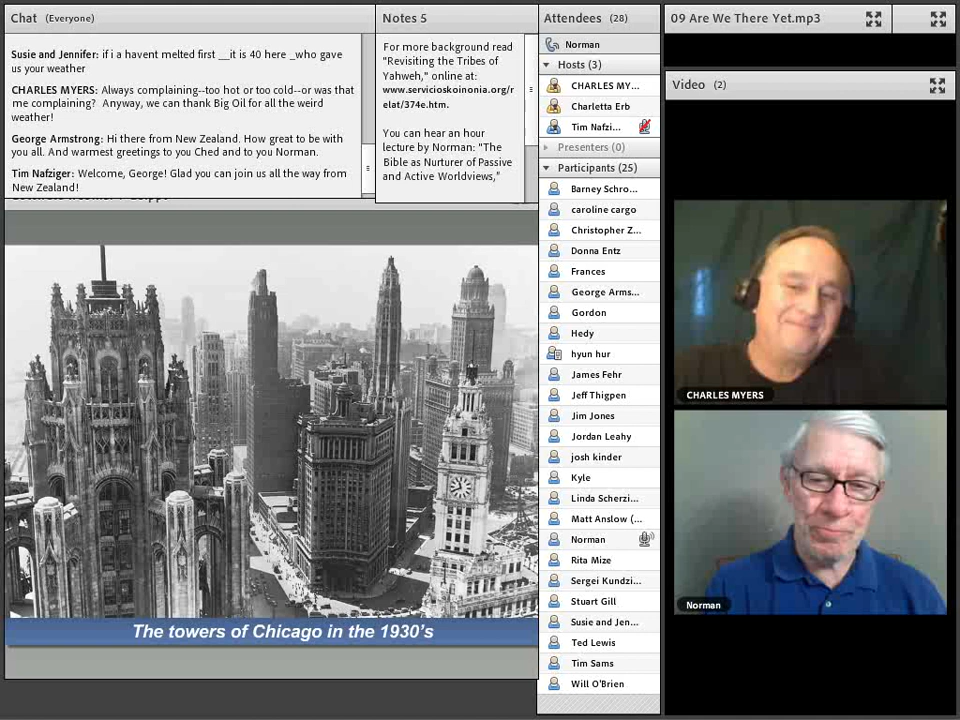 Chat (Everyone)
Susie and Jennifer: if i a havent melted first __it is 40 here _who gave
us your weather
CHARLES MYERS: Always complaining--too hot or too cold--or was that
me complaining?  Anyway, we can thank Big Oil for all the weird
weather!
George Armstrong: Hi there from New Zealand. How great to be with
you all. And warmest greetings to you Ched and to you Norman.
Tim Nafziger: Welcome, George! Glad you can join us all the way from
New Zealand!
Notes 5
For more background read
"Revisiting the Tribes of
Yahweh," online at:
www.servicioskoinonia.org/r
elat/374e.htm.
You can hear an hour
lecture by Norman: "The
Bible as Nurturer of Passive
and Active Worldviews,"
The towers of Chicago in the 1930's
Attendees (28)
Norman
Hosts (3)
CHARLES MY...
Charletta Erb
Tim Nafzi...
Presenters (0)
Participants (25)
Barney Schro...
caroline cargo
Christopher Z...
Donna Entz
Frances
George Arms...
Gordon
Hedy
hyun hur
James Fehr
Jeff Thigpen
Jim Jones
Jordan Leahy
josh kinder
Kyle
Linda Scherzi...
Matt Anslow (...
Norman
Rita Mize
Sergei Kundzi...
Stuart Gill
Susie and Jen...
Ted Lewis
Tim Sams
Will O'Brien
09 Are We There Yet.mp3
Video (2)
CHARLES MYERS
Norman